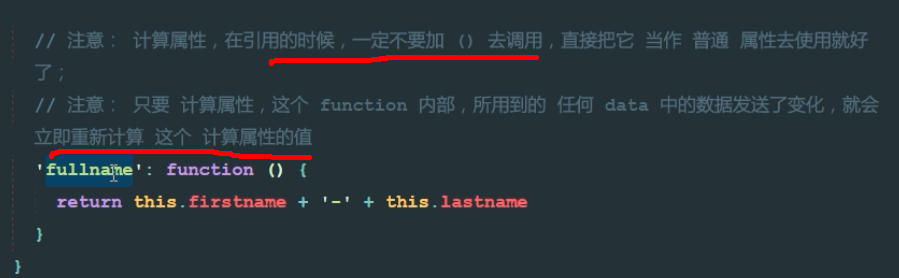 // 注意： 计算属性，在引用的时候，一定不要加 () 去调用，直接把它 当作 普通 属性去使用就好
了；
// 注意： 只要 计算属性，这个 function 内部，所用到的 任何 data 中的数据发送了变化，就会
立即重新计算 这个 计算属性的值
'fullname': function () {
return this.firstname + '-' + this.lastname
}
}